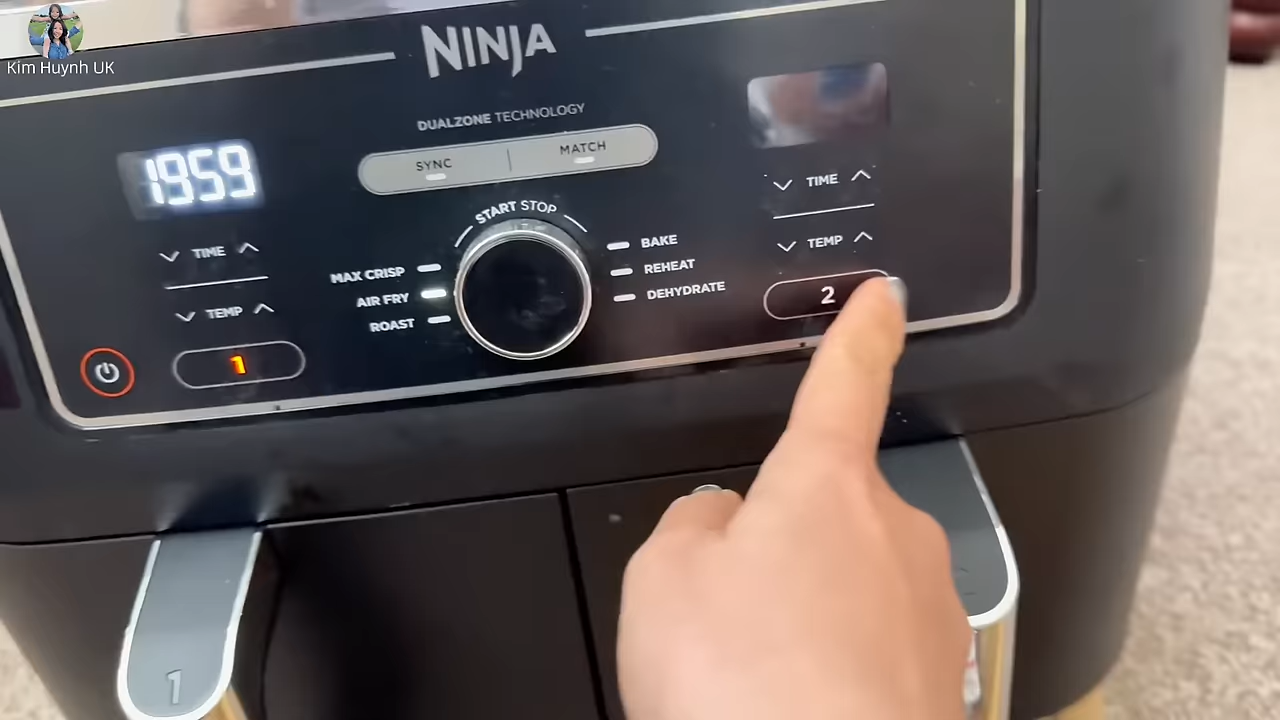 Kim Huynh UK
NINJA
DUALZONE TECHNOLOGY
SYNC
MATCH
1959
START STOP
TIME
TEMP
1
MAX CRISP
AIR FRY
ROAST
BAKE
REHEAT
DEHYDRATE
TIME
TEMP
2
1